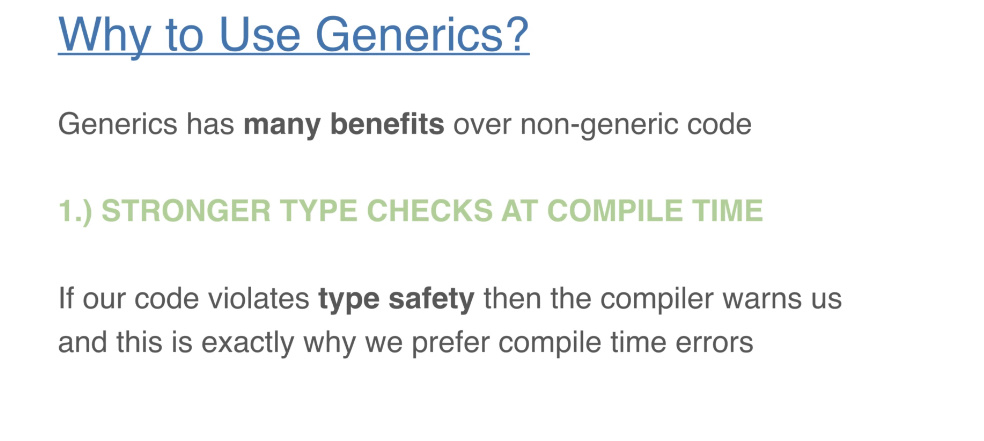 Why to Use Generics?
Generics has many benefits over non-generic code
1.) STRONGER TYPE CHECKS AT COMPILE TIME
If our code violates type safety then the compiler warns us
and this is exactly why we prefer compile time errors